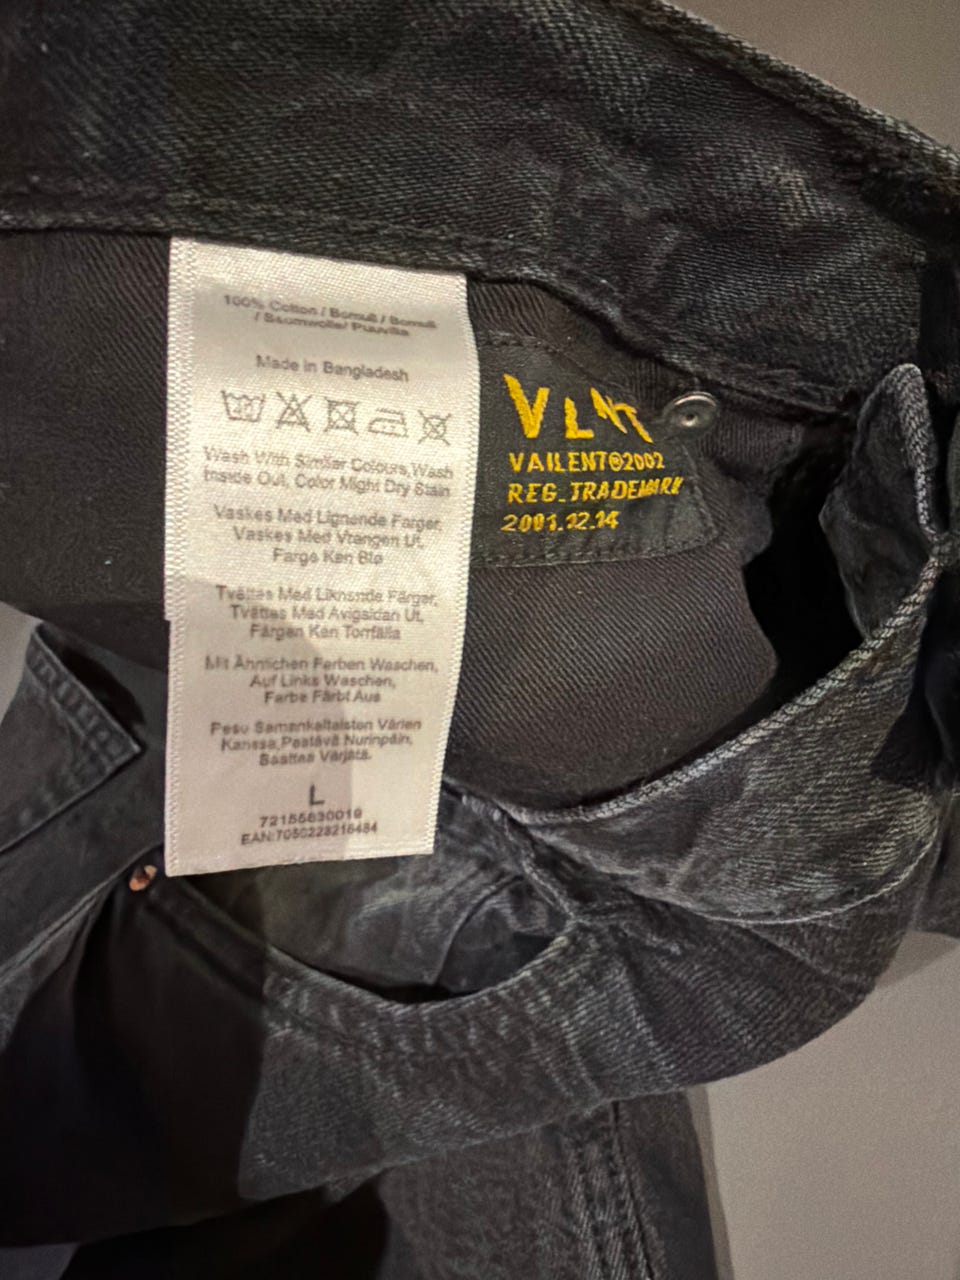 100% Cotton / Bomull / Bomull
/ Baumwolle/ Puuvilla
Made in Bangladesh
Wash With Similar Colours, Wash
Inside Out, Color Might Dry Stain
Vaskes Med Lignende Farger,
Vaskes Med Vrangen Ut,
Farge Kan Blø
Tvättas Med Liknande Färger,
Tvättas Med Avigsidan Ut,
Färgen Kan Torrfälla
Mit Ähnlichen Farben Waschen,
Auf Links Waschen,
Farbe Färbt Aus
Pesu Samankaltaisten Värien
Kanssa, Pestävä Nurinpäin,
Saattaa Värjätä.
L
72155830019
EAN:7050228216484
VLNT
VAILENT®2002
REG. TRADEMARK
2001.12.14